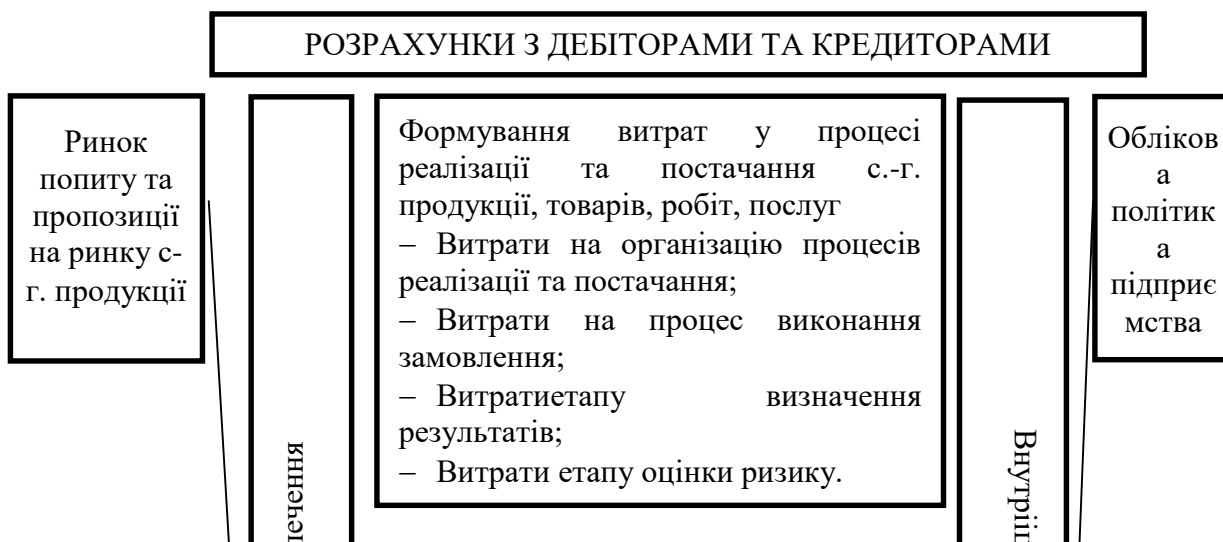 РОЗРАХУНКИ З ДЕБІТОРАМИ ТА КРЕДИТОРАМИ
Ринок
попиту та
пропозиції
на ринку с-
г. продукції
Формування витрат у процесі
реалізації та постачання с.-г.
продукції, товарів, робіт, послуг
– Витрати на організацію процесів
реалізації та постачання;
– Витрати на процес виконання
замовлення;
– Витратиетапу визначення
результатів;
– Витрати етапу оцінки ризику.
Обліков
а
політик
а
підприє
мства